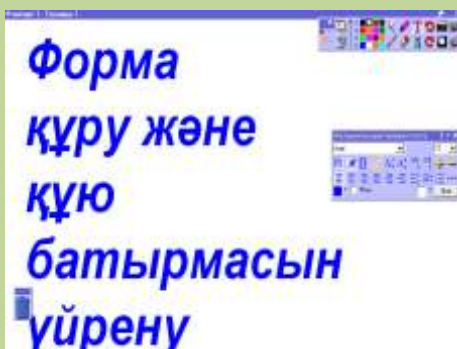 Форма
құру және
құю
батырмасын
үйрену